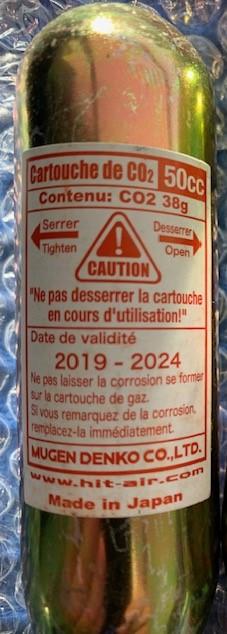 Cartouche de CO₂ 50cc
Contenu: CO2 38g
Serrer Desserrer
Tighten Open
CAUTION
"Ne pas desserrer la cartouche
en cours d'utilisation!"
Date de validité
2019 - 2024
Ne pas laisser la corrosion se former
sur la cartouche de gaz.
Si vous remarquez de la corrosion,
remplacez-la immédiatement.
MUGEN DENKO CO.,LTD.
www.hit-air.com
Made in Japan